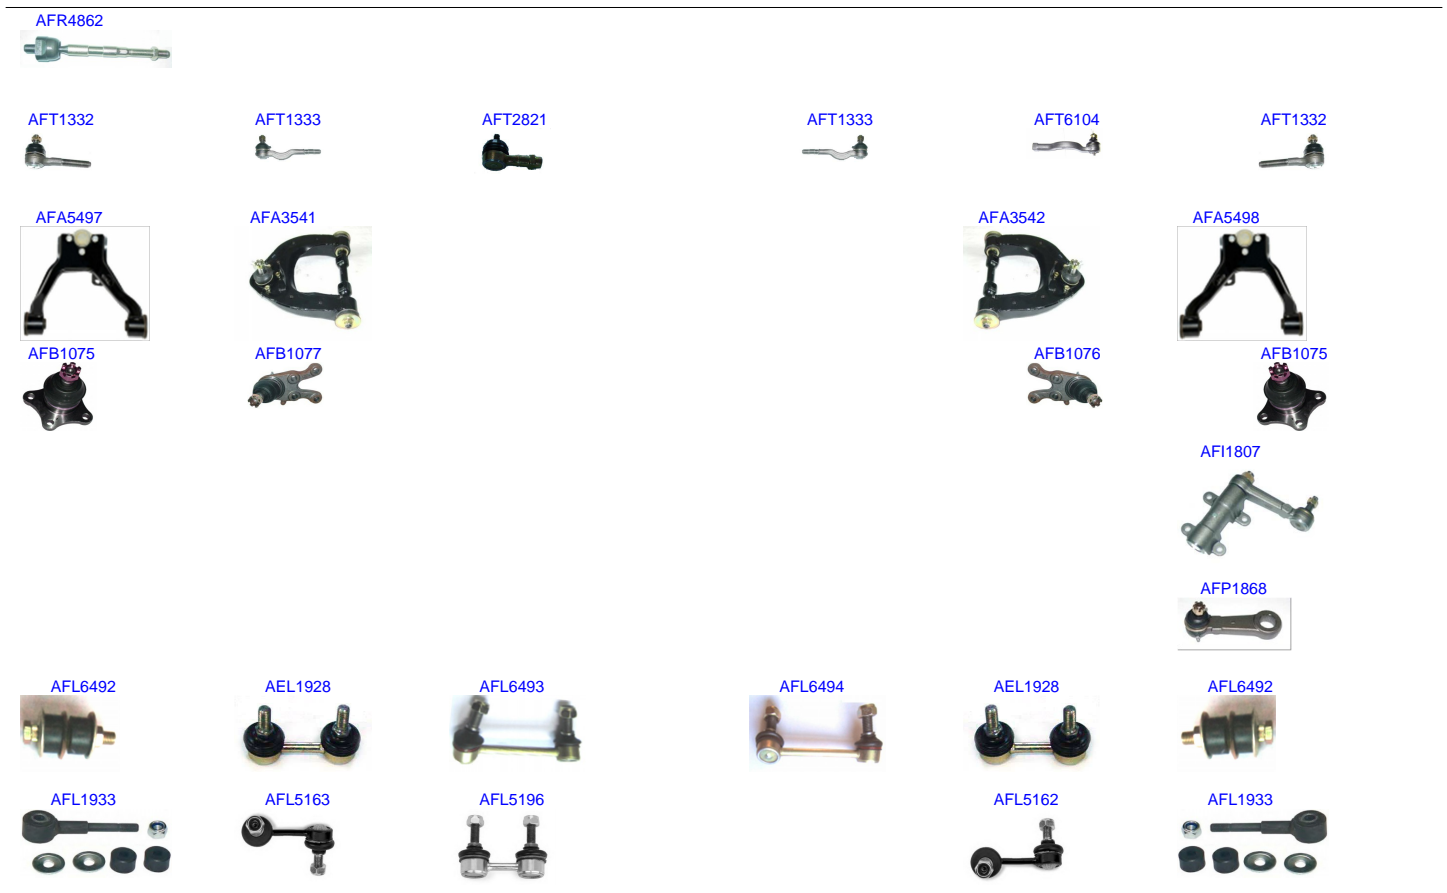 AFR4862
AFT1332 AFT1333 AFT2821 AFT1333 AFT6104 AFT1332
AFA5497 AFA3541 AFA3542 AFA5498
AFB1075 AFB1077 AFB1076 AFB1075
AFI1807
AFP1868
AFL6492 AEL1928 AFL6493 AFL6494 AEL1928 AFL6492
AFL1933 AFL5163 AFL5196 AFL5162 AFL1933